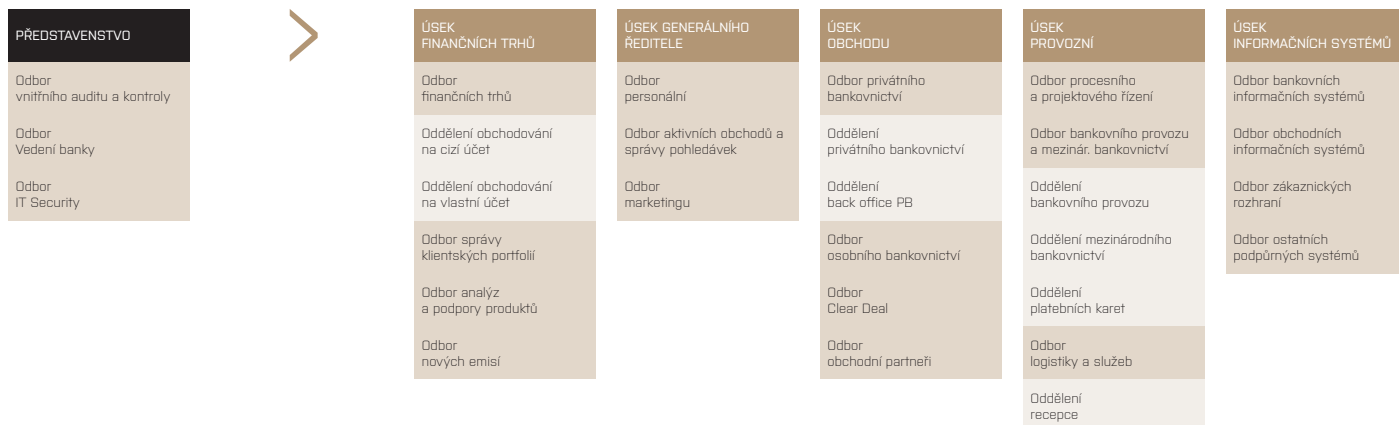 PŘEDSTAVENSTVO
Odbor
vnitřního auditu a kontroly
Odbor
Vedení banky
Odbor
IT Security
ÚSEK
FINANČNÍCH TRHŮ
Odbor
finančních trhů
Oddělení obchodování
na cizí účet
Oddělení obchodování
na vlastní účet
Odbor správy
klientských portfolií
Odbor analýz
a podpory produktů
Odbor
nových emisí
ÚSEK GENERÁLNÍHO
ŘEDITELE
Odbor
personální
Odbor aktivních obchodů a
správy pohledávek
Odbor
marketingu
ÚSEK
OBCHODU
Odbor privátního
bankovnictví
Oddělení
privátního bankovnictví
Oddělení
back office PB
Odbor
osobního bankovnictví
Odbor
Clear Deal
Odbor
obchodní partneři
ÚSEK
PROVOZNÍ
Odbor procesního
a projektového řízení
Odbor bankovního provozu
a mezinár. bankovnictví
Oddělení
bankovního provozu
Oddělení mezinárodního
bankovnictví
Oddělení
platebních karet
Odbor
logistiky a služeb
Oddělení
recepce
ÚSEK
INFORMAČNÍCH SYSTÉMŮ
Odbor bankovních
informačních systémů
Odbor obchodních
informačních systémů
Odbor zákaznických
rozhraní
Odbor ostatních
podpůrných systémů